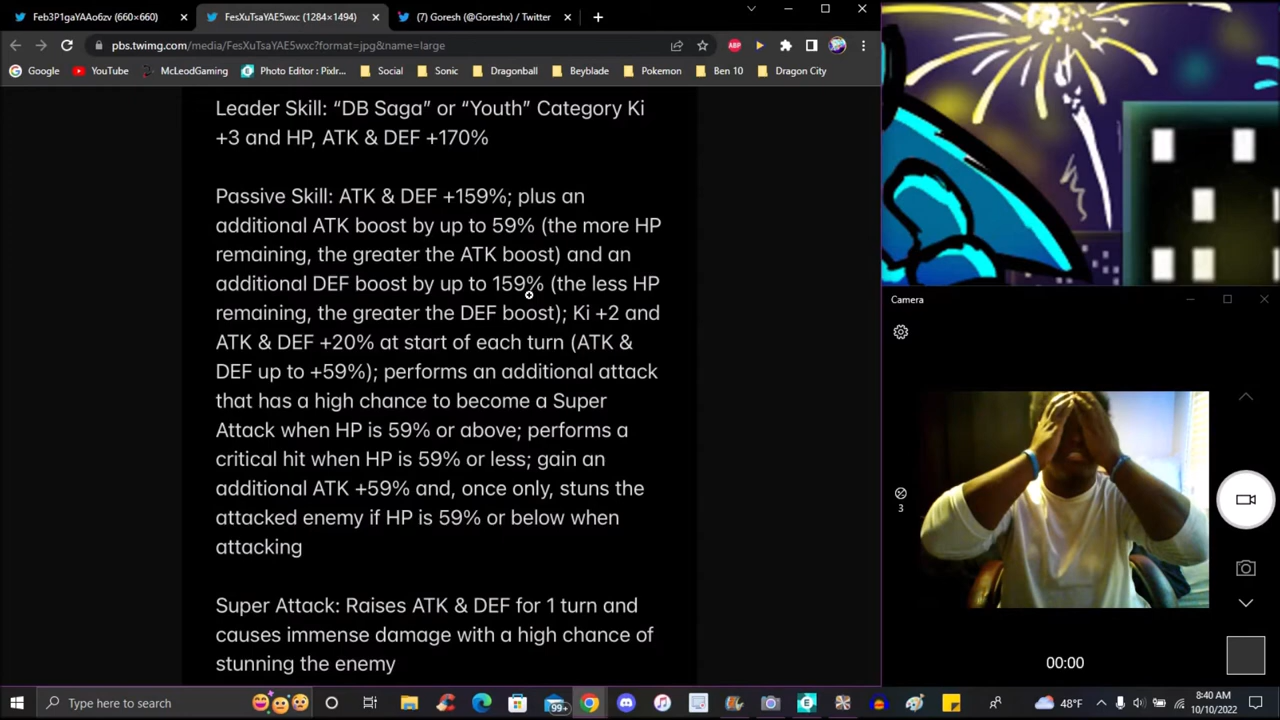 Feb3P1gaYAAo6zv (660×660)
FesXuTsaYAE5wxc (1284×1494)
(7) Goresh (@Goreshx) / Twitter
pbs.twimg.com/media/FesXuTsaYAE5wxc?format=jpg&name=large
ABP
Google
YouTube
McLeodGaming
Photo Editor : Pixlr...
Social
Sonic
Dragonball
Beyblade
Pokemon
Ben 10
Dragon City
Leader Skill: “DB Saga” or “Youth” Category Ki
+3 and HP, ATK & DEF +170%
Passive Skill: ATK & DEF +159%; plus an
additional ATK boost by up to 59% (the more HP
remaining, the greater the ATK boost) and an
additional DEF boost by up to 159% (the less HP
remaining, the greater the DEF boost); Ki +2 and
ATK & DEF +20% at start of each turn (ATK &
DEF up to +59%); performs an additional attack
that has a high chance to become a Super
Attack when HP is 59% or above; performs a
critical hit when HP is 59% or less; gain an
additional ATK +59% and, once only, stuns the
attacked enemy if HP is 59% or below when
attacking
Super Attack: Raises ATK & DEF for 1 turn and
causes immense damage with a high chance of
stunning the enemy
Camera
3
00:00
Type here to search
99+
48°F
8:40 AM
10/10/2022